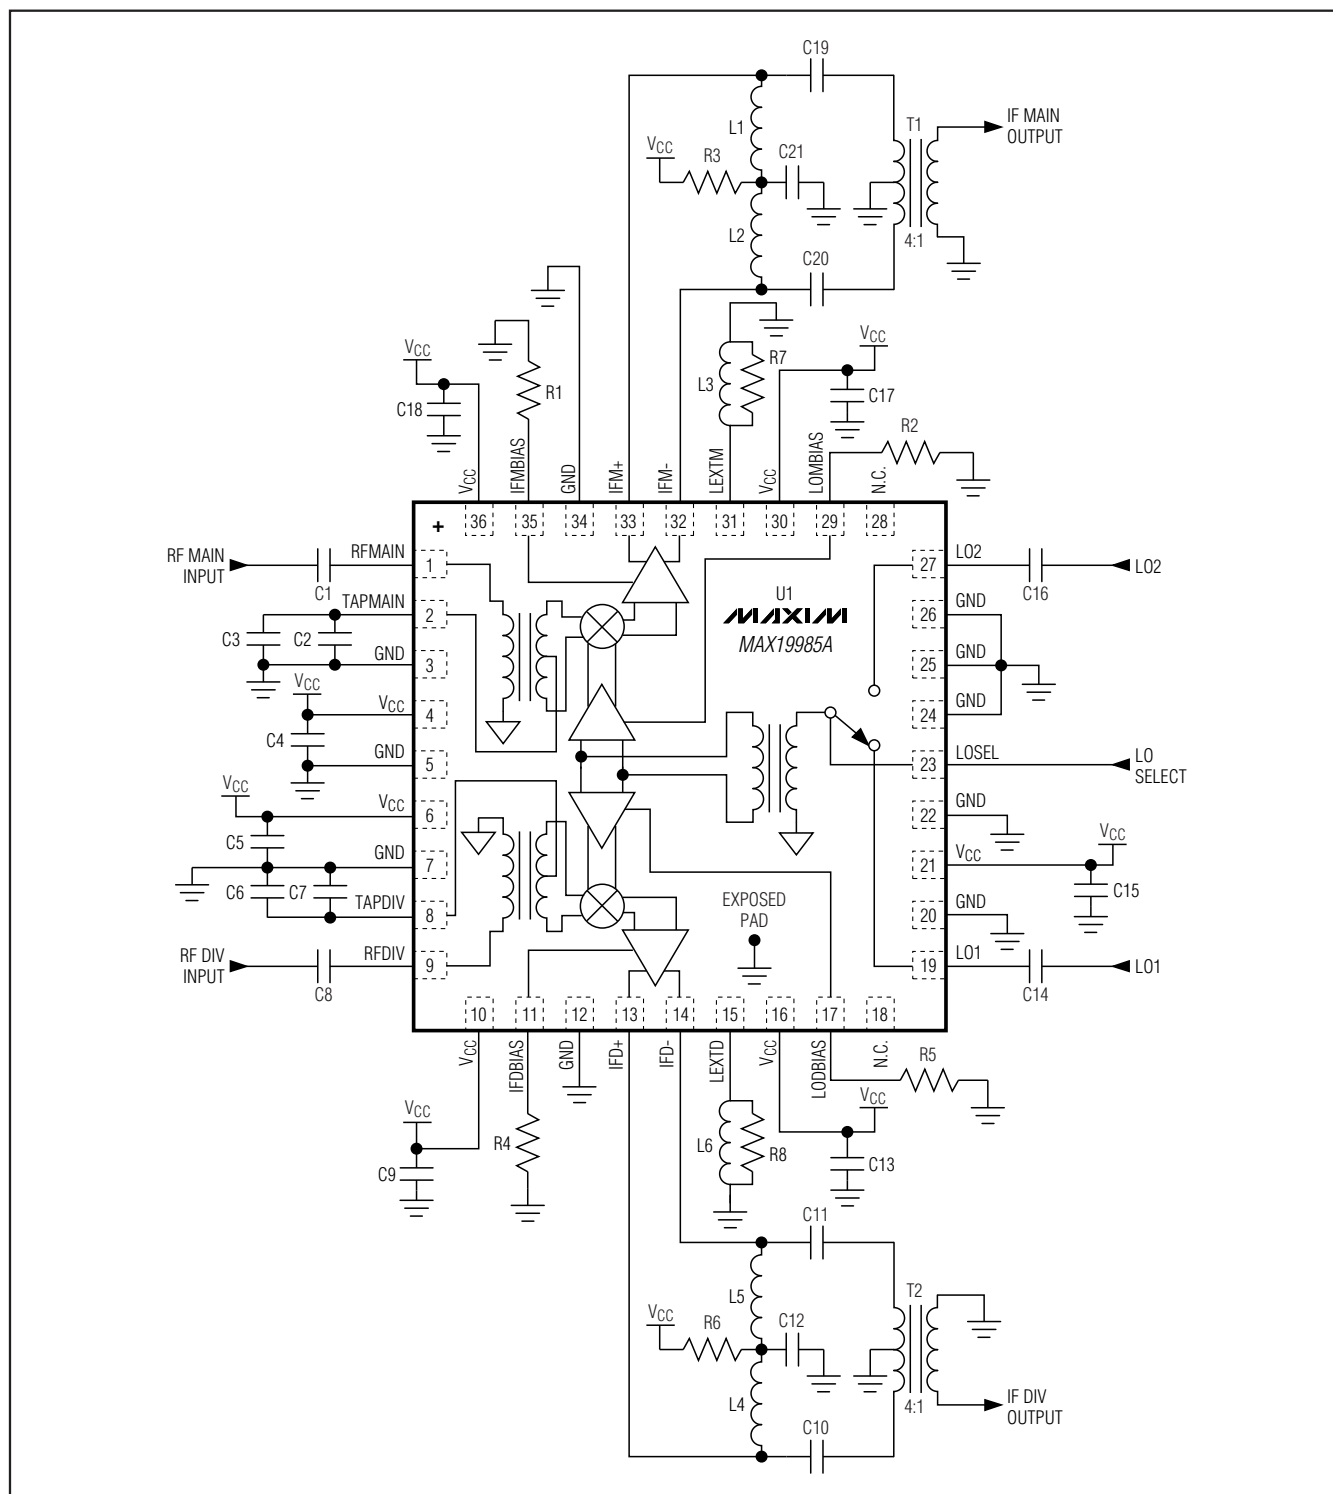 C19
L1
T1
IF MAIN
OUTPUT
VCC
R3
C21
L2
4:1
C20
VCC
C18
R1
L3
R7
VCC
C17
R2
VCC
IFMBIAS
GND
IFM+
IFM-
LEXTM
VCC
LOMBIAS
N.C.
+
36
35
34
33
32
31
30
29
28
RF MAIN
INPUT
C1
RFMAIN
1
TAPMAIN
2
C3
C2
GND
3
VCC
VCC
4
C4
GND
5
VCC
VCC
6
C5
GND
7
C6
C7
TAPDIV
8
RF DIV
INPUT
C8
RFDIV
9
U1
MAXIM
MAX19985A
EXPOSED
PAD
27
LO2
C16
LO2
26
GND
25
GND
24
GND
23
LOSEL
LO
SELECT
22
GND
21
VCC
VCC
C15
20
GND
19
LO1
C14
LO1
10
11
12
13
14
15
16
17
18
VCC
IFDBIAS
GND
IFD+
IFD-
LEXTD
VCC
LODBIAS
N.C.
R5
VCC
C9
R4
L6
R8
VCC
C13
C11
L5
T2
VCC
R6
C12
L4
4:1
IF DIV
OUTPUT
C10